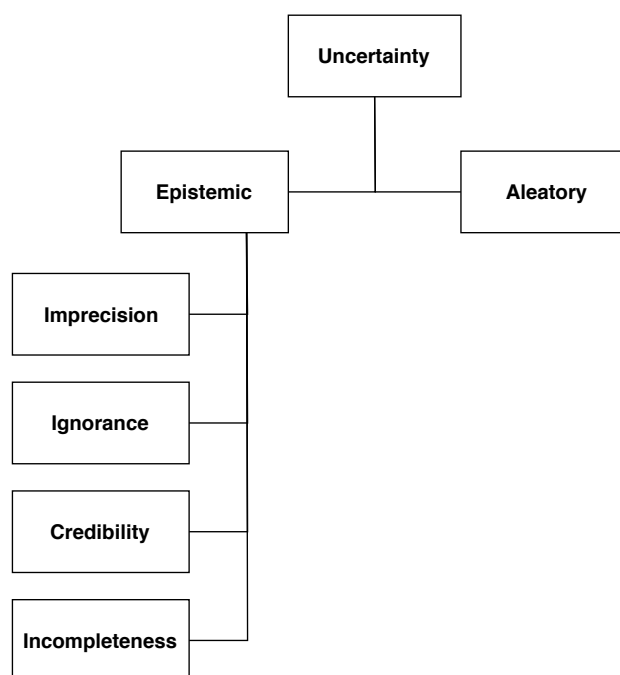 Uncertainty
Epistemic
Aleatory
Imprecision
Ignorance
Credibility
Incompleteness